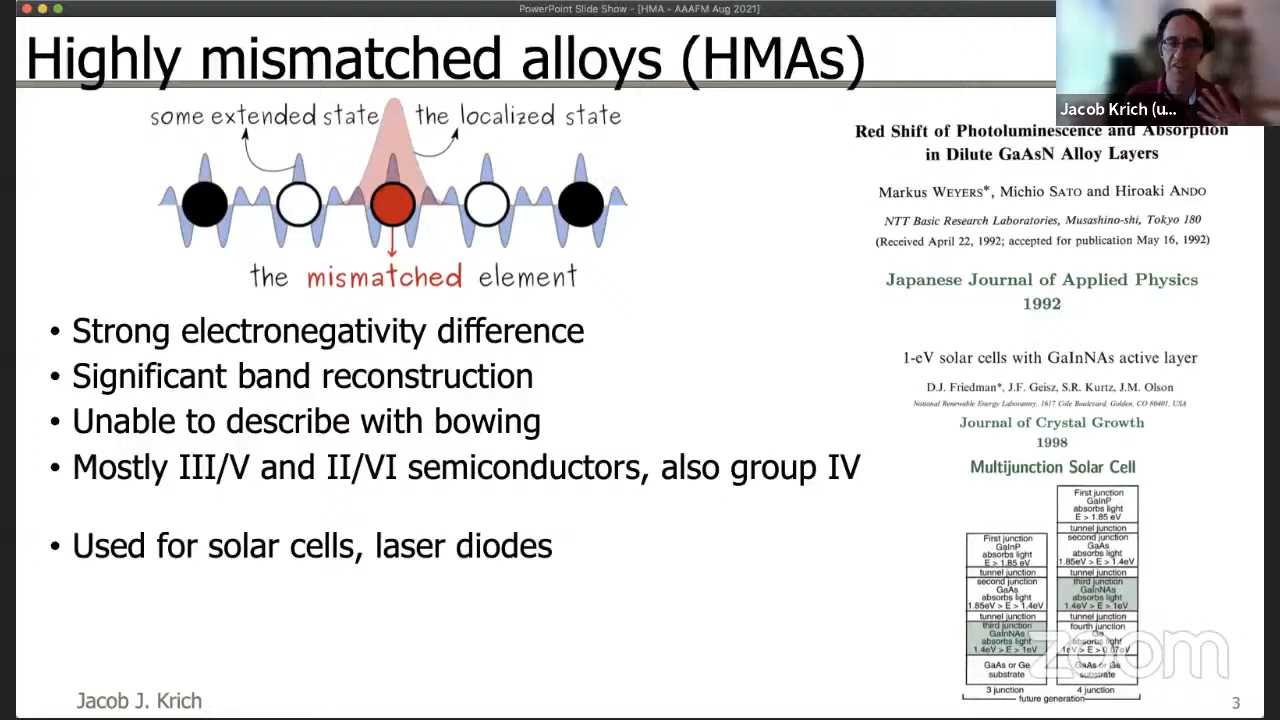 PowerPoint Slide Show - [HMA - AAAFM Aug 2021]
Highly mismatched alloys (HMAs)
Jacob Krich (u...
some extended state
the localized state
the mismatched element
• Strong electronegativity difference
• Significant band reconstruction
• Unable to describe with bowing
• Mostly III/V and II/VI semiconductors, also group IV
• Used for solar cells, laser diodes
Red Shift of Photoluminescence and Absorption
in Dilute GaAsN Alloy Layers
Markus WEYERS*, Michio SATO and Hiroaki ANDO
NTT Basic Research Laboratories, Musashino-shi, Tokyo 180
(Received April 22, 1992; accepted for publication May 16, 1992)
Japanese Journal of Applied Physics
1992
1-eV solar cells with GaInNAs active layer
D.J. Friedman*, J.F. Geisz, S.R. Kurtz, J.M. Olson
National Renewable Energy Laboratory, 1617 Cole Boulevard, Golden, CO 80401, USA
Journal of Crystal Growth
1998
Multijunction Solar Cell
First junction
GaInP
absorbs light
E > 1.85 eV
tunnel junction
second junction
GaAs
absorbs light
1.85eV > E > 1.4eV
tunnel junction
third junction
GaInNAs
absorbs light
1.4eV > E > 1eV
GaAs or Ge
substrate
3 junction
First junction
GaInP
absorbs light
E > 1.85 eV
tunnel junction
second junction
GaAs
absorbs light
1.85eV > E > 1.4eV
tunnel junction
third junction
GaInNAs
absorbs light
1.4eV > E > 1eV
tunnel junction
fourth junction
Ge
absorbs light
1eV > E > 0.67eV
GaAs or Ge
substrate
4 junction
future generation
zoom
Jacob J. Krich
3